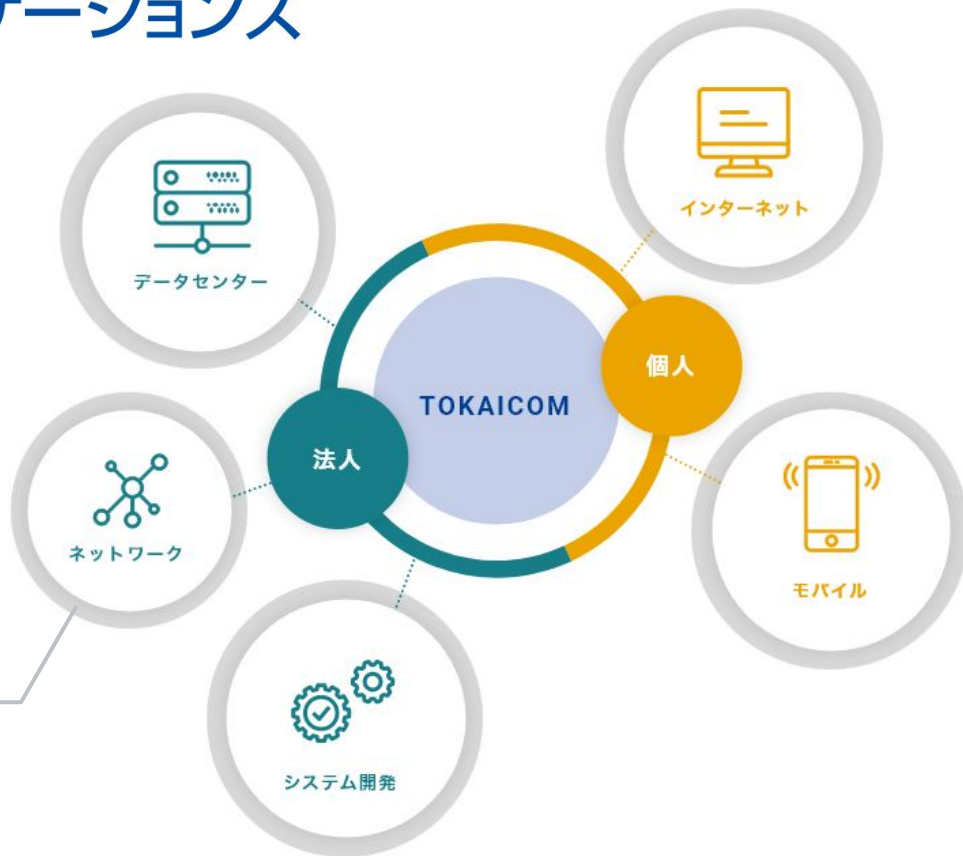 ケーションズ
データセンター
インターネット
TOKAICOM
個人
法人
ネットワーク
モバイル
システム開発